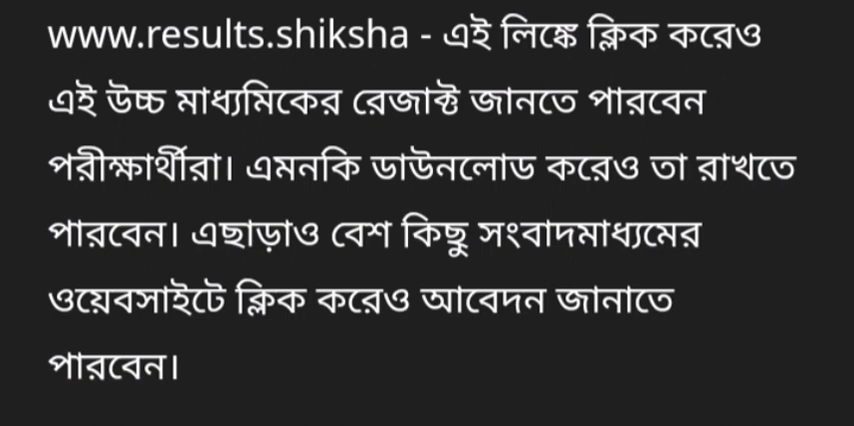 www.results.shiksha - এই লিঙ্কে ক্লিক করেও
এই উচ্চ মাধ্যমিকের রেজাক্ট জানতে পারবেন
পরীক্ষার্থীরা। এমনকি ডাউনলোড করেও তা রাখতে
পারবেন। এছাড়াও বেশ কিছু সংবাদমাধ্যমের
ওয়েবসাইটে ক্লিক করেও আবেদন জানাতে
পারবেন।